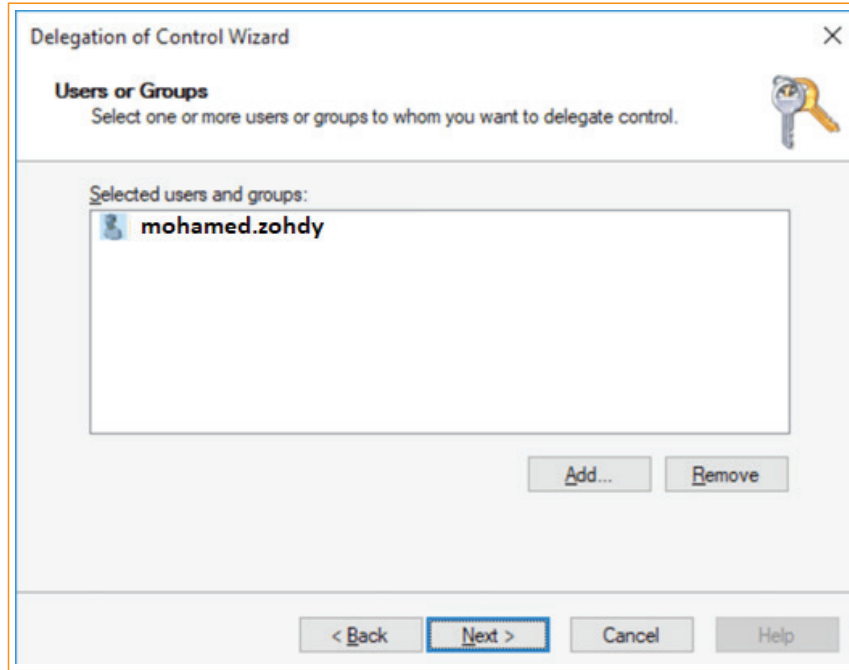 Delegation of Control Wizard
Users or Groups
Select one or more users or groups to whom you want to delegate control.
Selected users and groups:
mohamed.zohdy
Add...
Remove
< Back
Next >
Cancel
Help